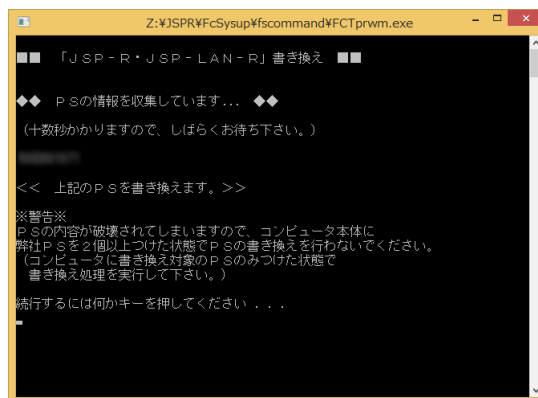 Z:¥JSPR¥FcSysup¥fscommand¥FCTprwm.exe
■■　「ＪＳＰ－Ｒ・ＪＳＰ－ＬＡＮ－Ｒ」書き換え　■■
◆◆　ＰＳの情報を収集しています...　◆◆
（十数秒かかりますので、しばらくお待ち下さい。）
<<　上記のＰＳを書き換えます。>>
※警告※
ＰＳの内容が破壊されてしまいますので、コンピュータ本体に
弊社ＰＳを２個以上つけた状態でＰＳの書き換えを行わないでください。
（コンピュータに書き換え対象のＰＳのみつけた状態で
　書き換え処理を実行して下さい。）
続行するには何かキーを押してください . . .